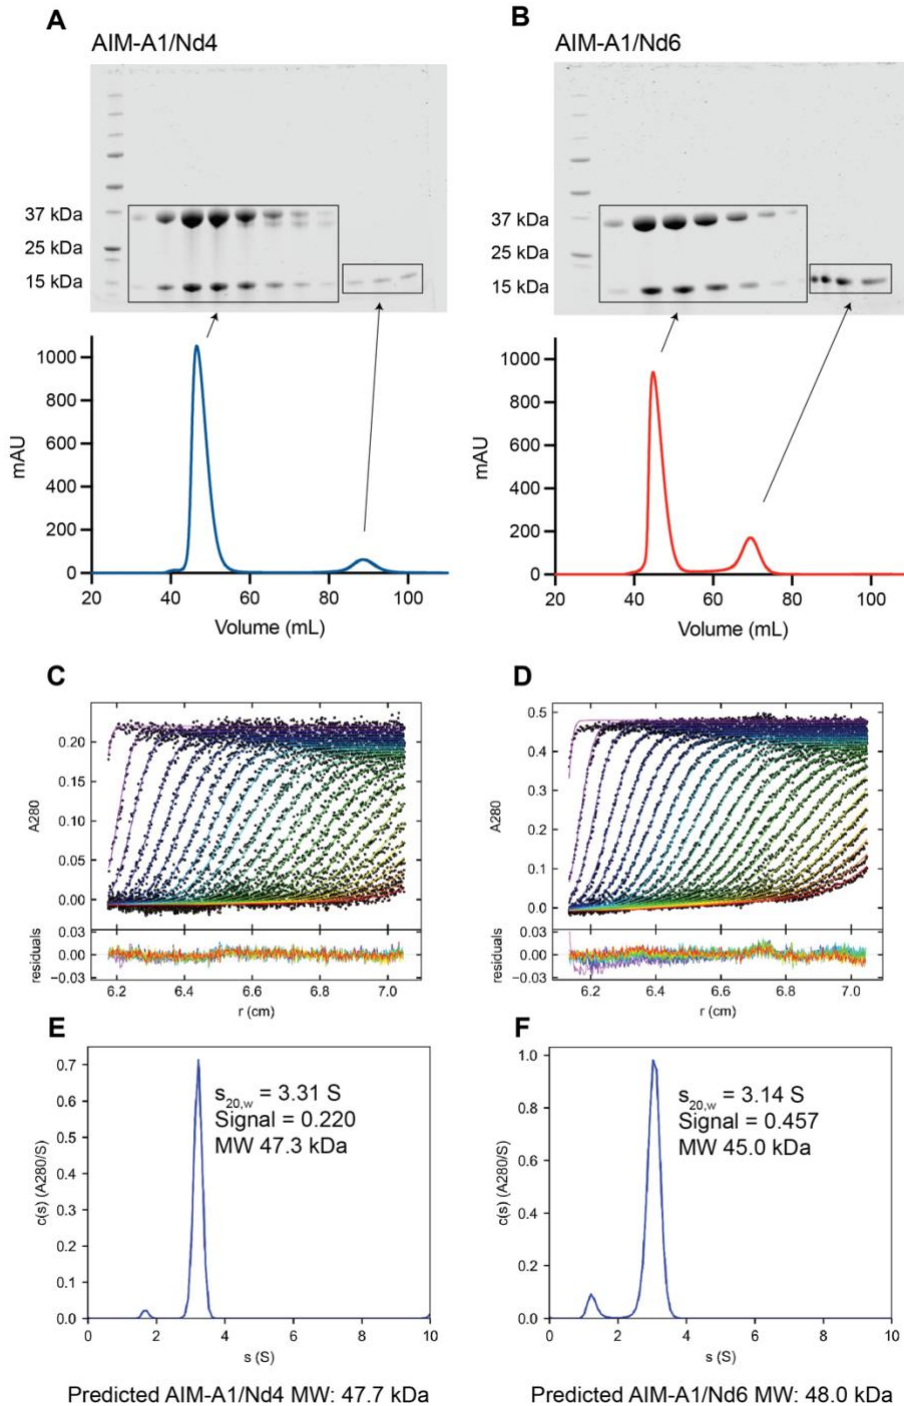 A
AIM-A1/Nd4
37 kDa
25 kDa
15 kDa
1000
800
600
400
200
0
mAU
20 40 60 80 100
Volume (mL)
B
AIM-A1/Nd6
37 kDa
25 kDa
15 kDa
1000
800
600
400
200
0
mAU
20 40 60 80 100
Volume (mL)
C
0.20
0.15
0.10
0.05
0.00
A280
0.03
0.00
−0.03
residuals
6.2 6.4 6.6 6.8 7.0
r (cm)
D
0.5
0.4
0.3
0.2
0.1
0.0
A280
0.03
0.00
−0.03
residuals
6.2 6.4 6.6 6.8 7.0
r (cm)
E
0.7
0.6
0.5
0.4
0.3
0.2
0.1
0.0
c(s) (A280/S)
s20,w = 3.31 S
Signal = 0.220
MW 47.3 kDa
0 2 4 6 8 10
s (S)
Predicted AIM-A1/Nd4 MW: 47.7 kDa
F
1.0
0.8
0.6
0.4
0.2
0.0
c(s) (A280/S)
s20,w = 3.14 S
Signal = 0.457
MW 45.0 kDa
0 2 4 6 8 10
s (S)
Predicted AIM-A1/Nd6 MW: 48.0 kDa